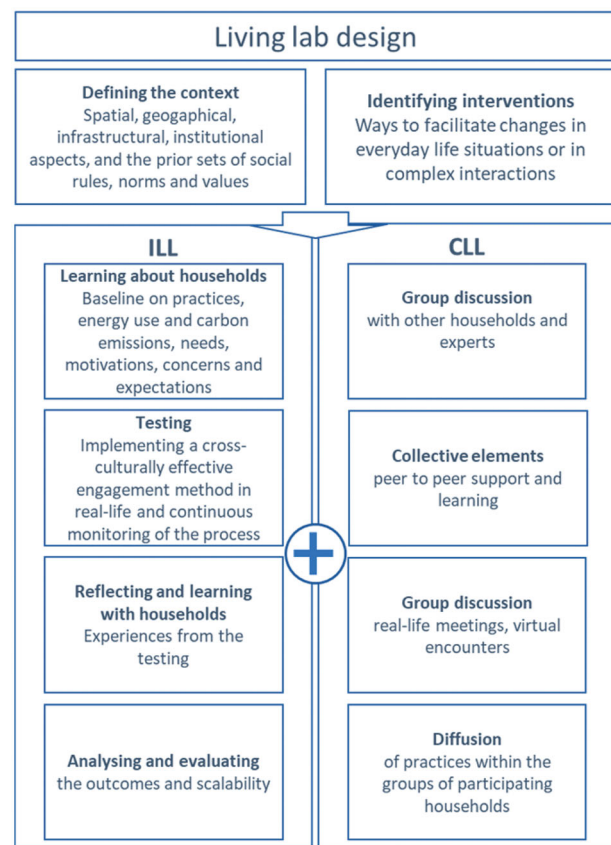 Living lab design
Defining the context
Spatial, geogaphical,
infrastructural, institutional
aspects, and the prior sets of social
rules, norms and values
Identifying interventions
Ways to facilitate changes in
everyday life situations or in
complex interactions
ILL
Learning about households
Baseline on practices,
energy use and carbon
emissions, needs,
motivations, concerns and
expectations
Testing
Implementing a cross-
culturally effective
engagement method in
real-life and continuous
monitoring of the process
Reflecting and learning
with households
Experiences from the
testing
Analysing and evaluating
the outcomes and scalability
CLL
Group discussion
with other households and
experts
Collective elements
peer to peer support and
learning
Group discussion
real-life meetings, virtual
encounters
Diffusion
of practices within the
groups of participating
households